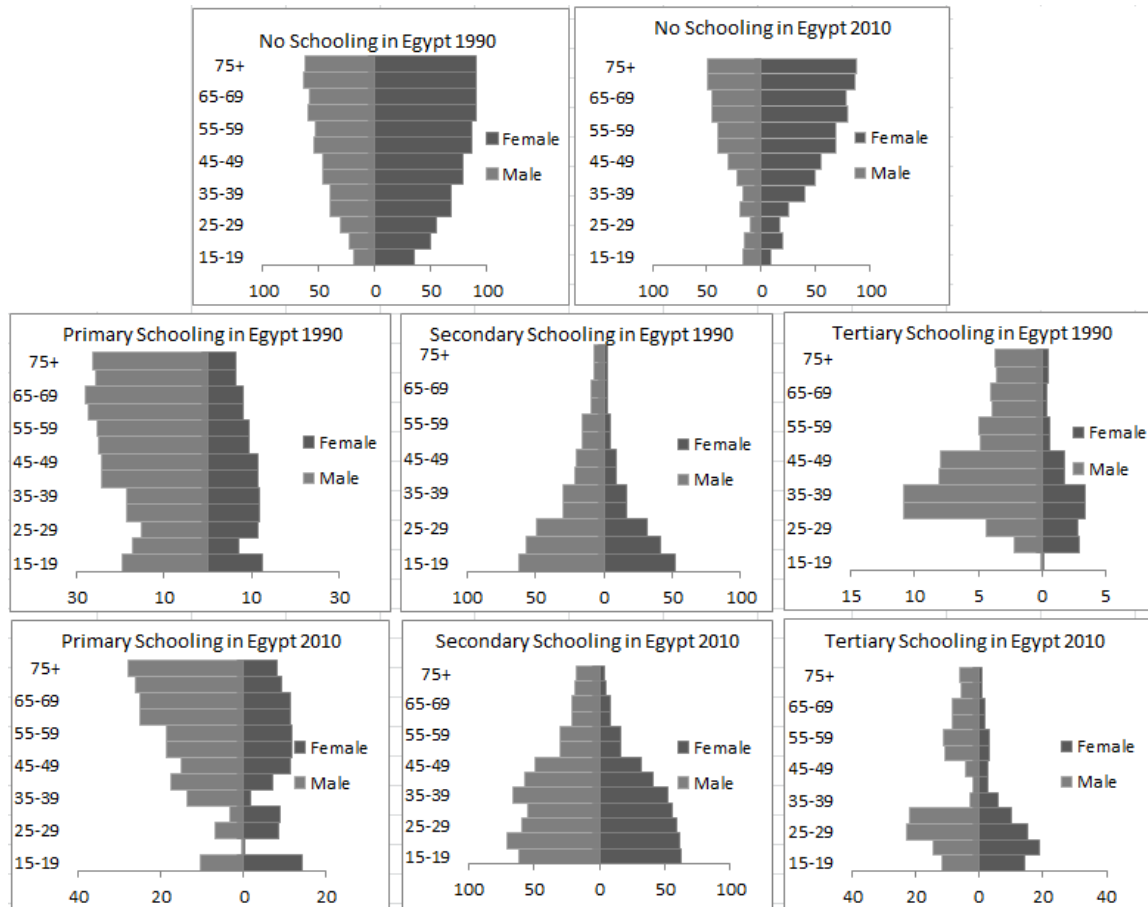 No Schooling in Egypt 1990
75+
65-69
55-59
45-49
35-39
25-29
15-19
Female
Male
100 50 0 50 100
No Schooling in Egypt 2010
75+
65-69
55-59
45-49
35-39
25-29
15-19
Female
Male
100 50 0 50 100
Primary Schooling in Egypt 1990
75+
65-69
55-59
45-49
35-39
25-29
15-19
Female
Male
30 10 10 30
Secondary Schooling in Egypt 1990
75+
65-69
55-59
45-49
35-39
25-29
15-19
Female
Male
100 50 0 50 100
Tertiary Schooling in Egypt 1990
75+
65-69
55-59
45-49
35-39
25-29
15-19
Female
Male
15 10 5 0 5
Primary Schooling in Egypt 2010
75+
65-69
55-59
45-49
35-39
25-29
15-19
Female
Male
40 20 0 20
Secondary Schooling in Egypt 2010
75+
65-69
55-59
45-49
35-39
25-29
15-19
Female
Male
100 50 0 50 100
Tertiary Schooling in Egypt 2010
75+
65-69
55-59
45-49
35-39
25-29
15-19
Female
Male
40 20 0 20 40